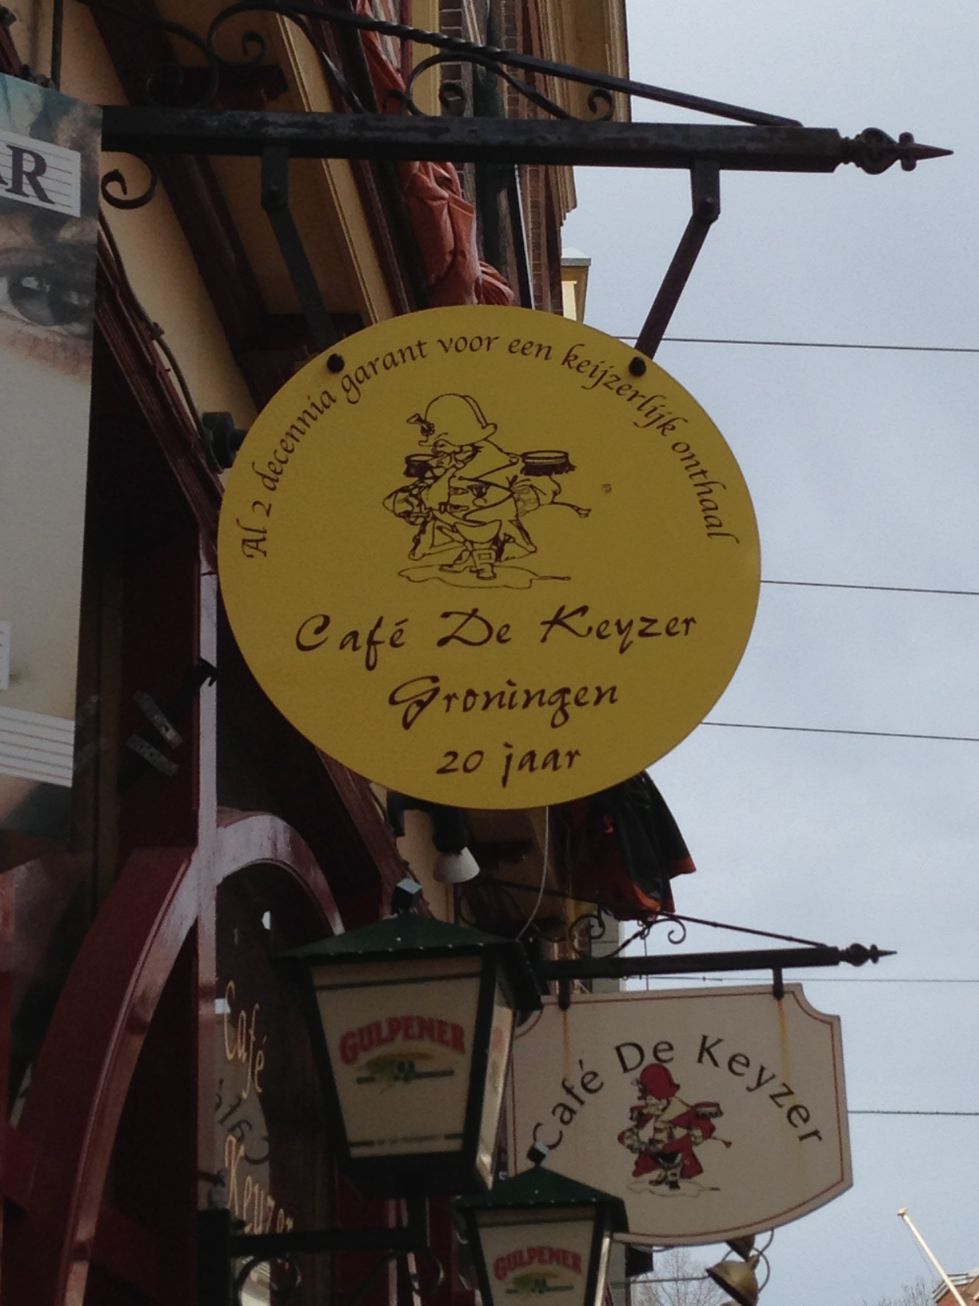 AR
Al 2 decennia garant voor een keijzerlijk onthaal
Café De Keyzer
Groningen
20 jaar
GULPENER
Café De Keyzer
Café
Keyzer
GULPENER